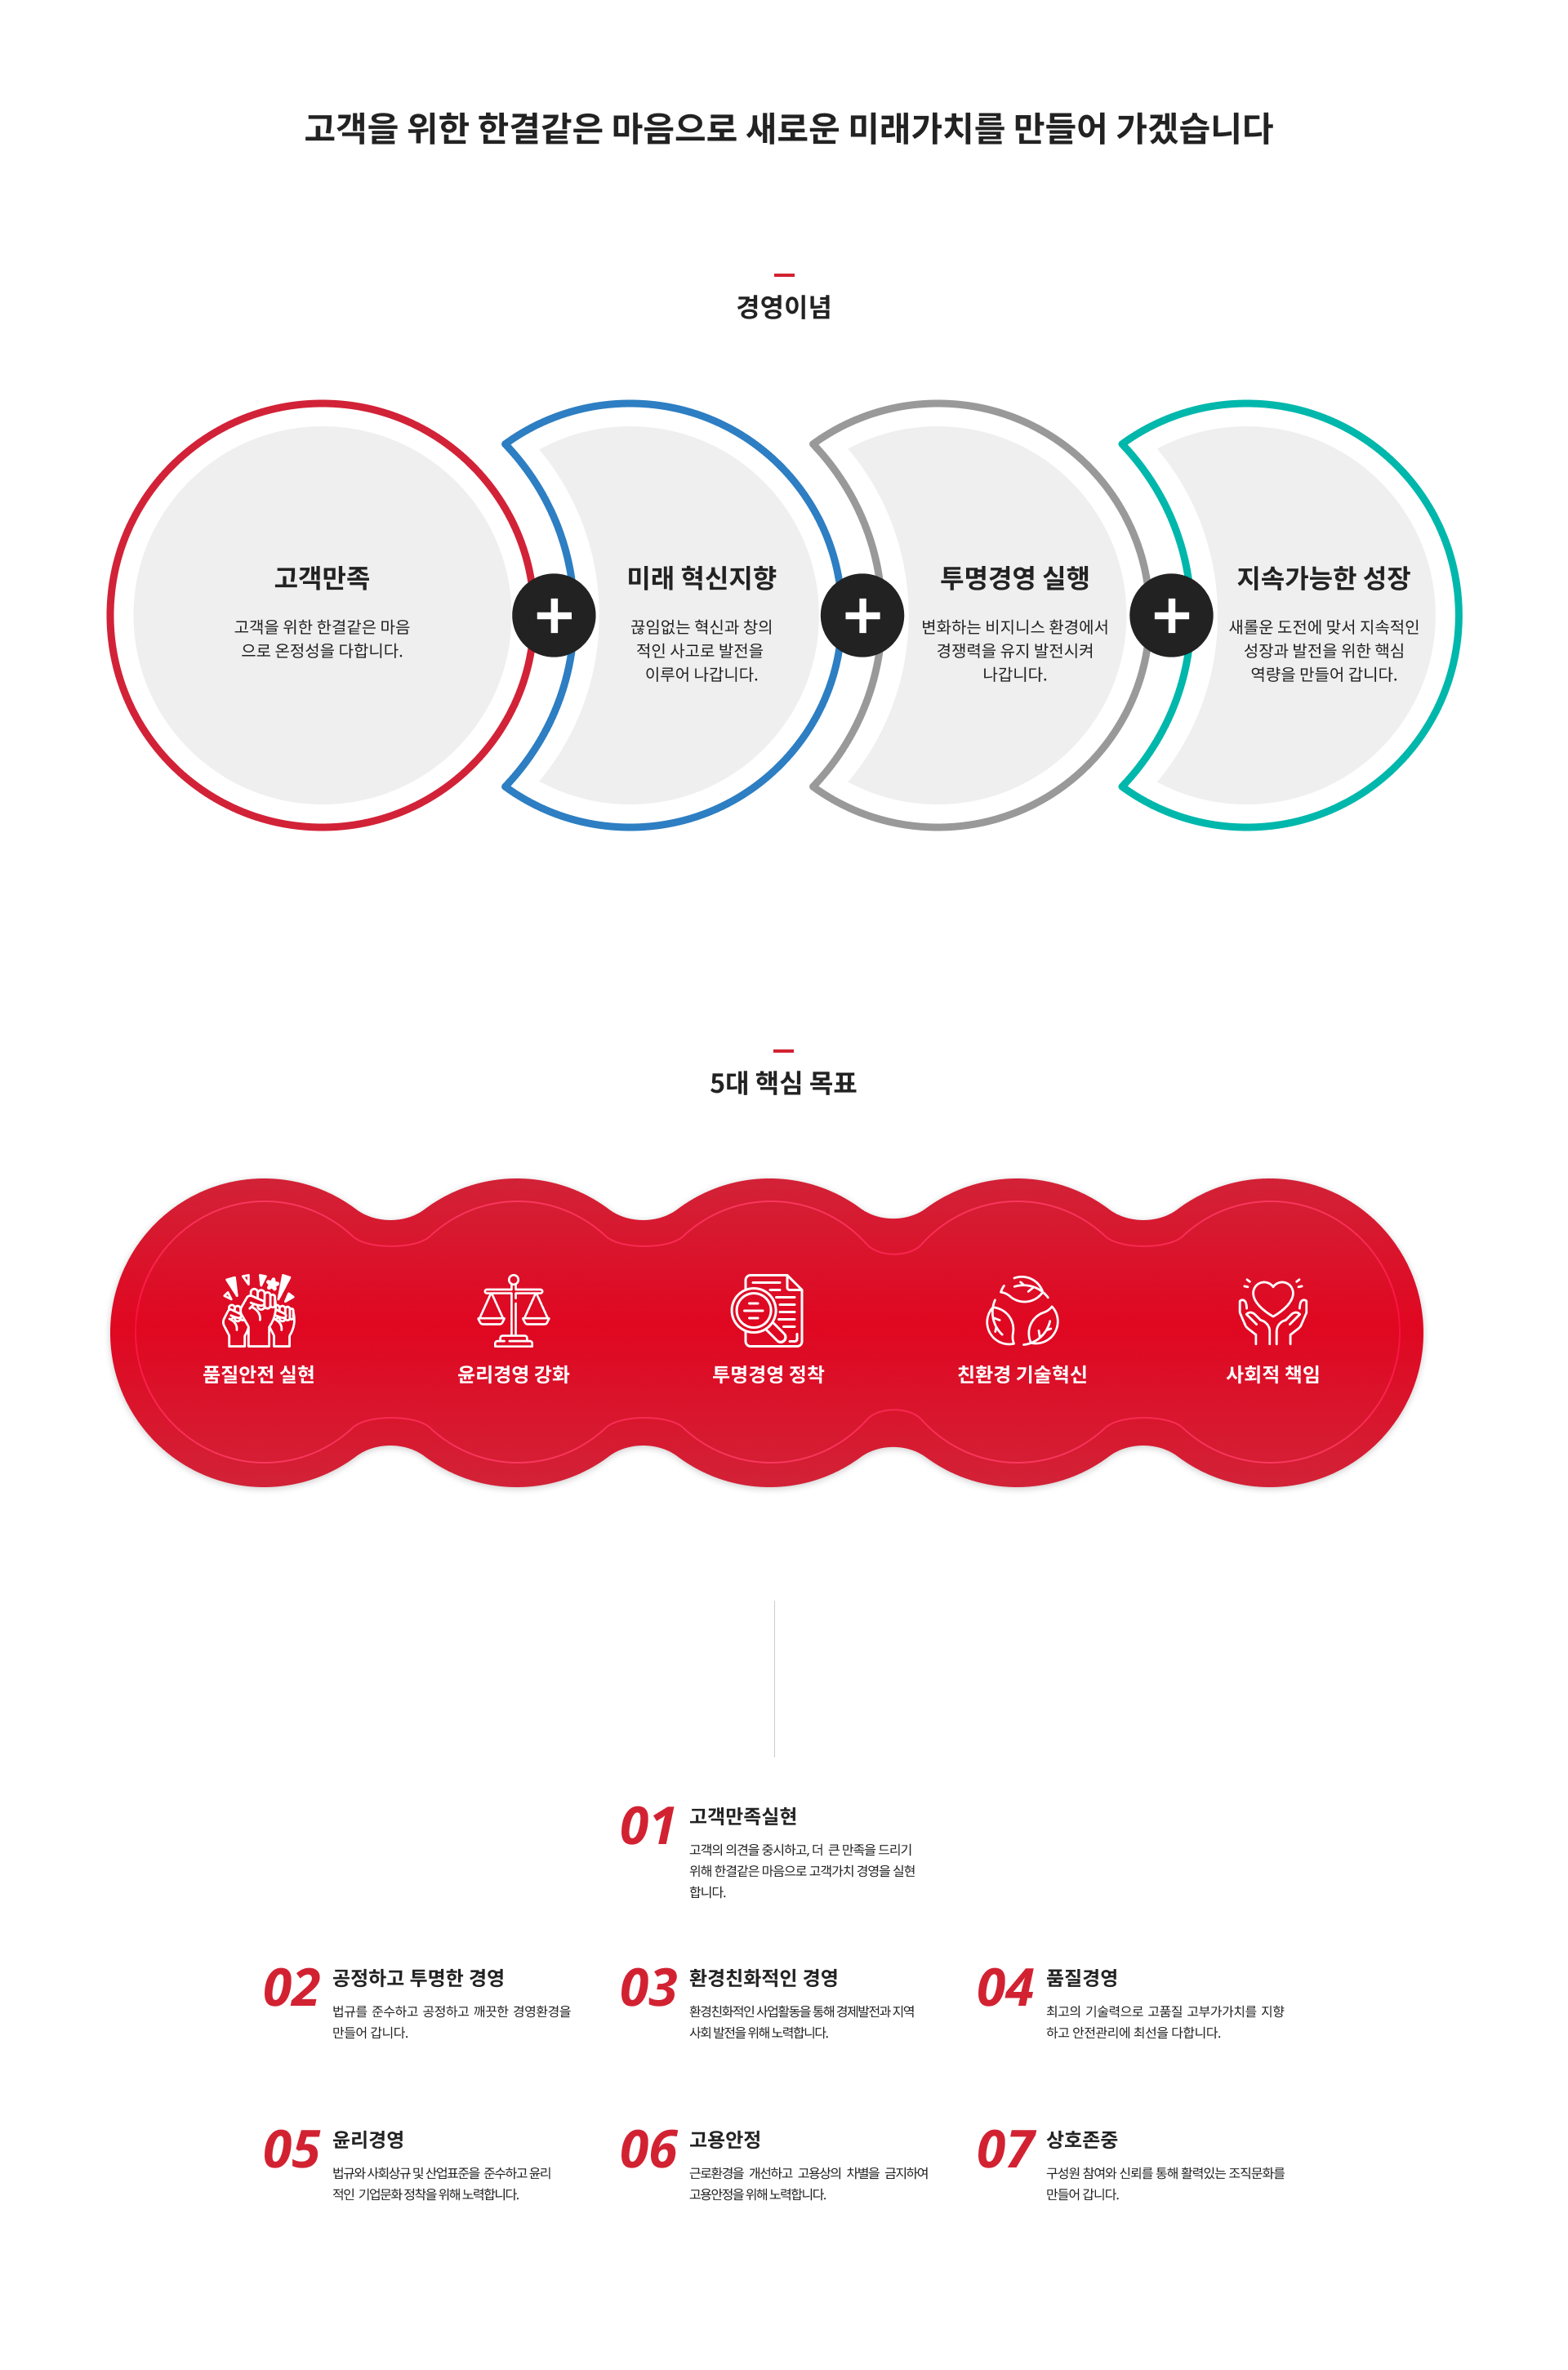 고객을 위한 한결같은 마음으로 새로운 미래가치를 만들어 가겠습니다
경영이념
고객만족
고객을 위한 한결같은 마음
으로 온정성을 다합니다.
미래 혁신지향
끊임없는 혁신과 창의
적인 사고로 발전을
이루어 나갑니다.
투명경영 실행
변화하는 비지니스 환경에서
경쟁력을 유지 발전시켜
나갑니다.
지속가능한 성장
새롤운 도전에 맞서 지속적인
성장과 발전을 위한 핵심
역량을 만들어 갑니다.
5대 핵심 목표
품질안전 실현
윤리경영 강화
투명경영 정착
친환경 기술혁신
사회적 책임
01 고객만족실현
고객의 의견을 중시하고, 더 큰 만족을 드리기
위해 한결같은 마음으로 고객가치 경영을 실현
합니다.
02 공정하고 투명한 경영
법규를 준수하고 공정하고 깨끗한 경영환경을
만들어 갑니다.
03 환경친화적인 경영
환경친화적인 사업활동을 통해 경제발전과 지역
사회 발전을 위해 노력합니다.
04 품질경영
최고의 기술력으로 고품질 고부가가치를 지향
하고 안전관리에 최선을 다합니다.
05 윤리경영
법규와 사회상규 및 산업표준을 준수하고 윤리
적인 기업문화 정착을 위해 노력합니다.
06 고용안정
근로환경을 개선하고 고용상의 차별을 금지하여
고용안정을 위해 노력합니다.
07 상호존중
구성원 참여와 신뢰를 통해 활력있는 조직문화를
만들어 갑니다.